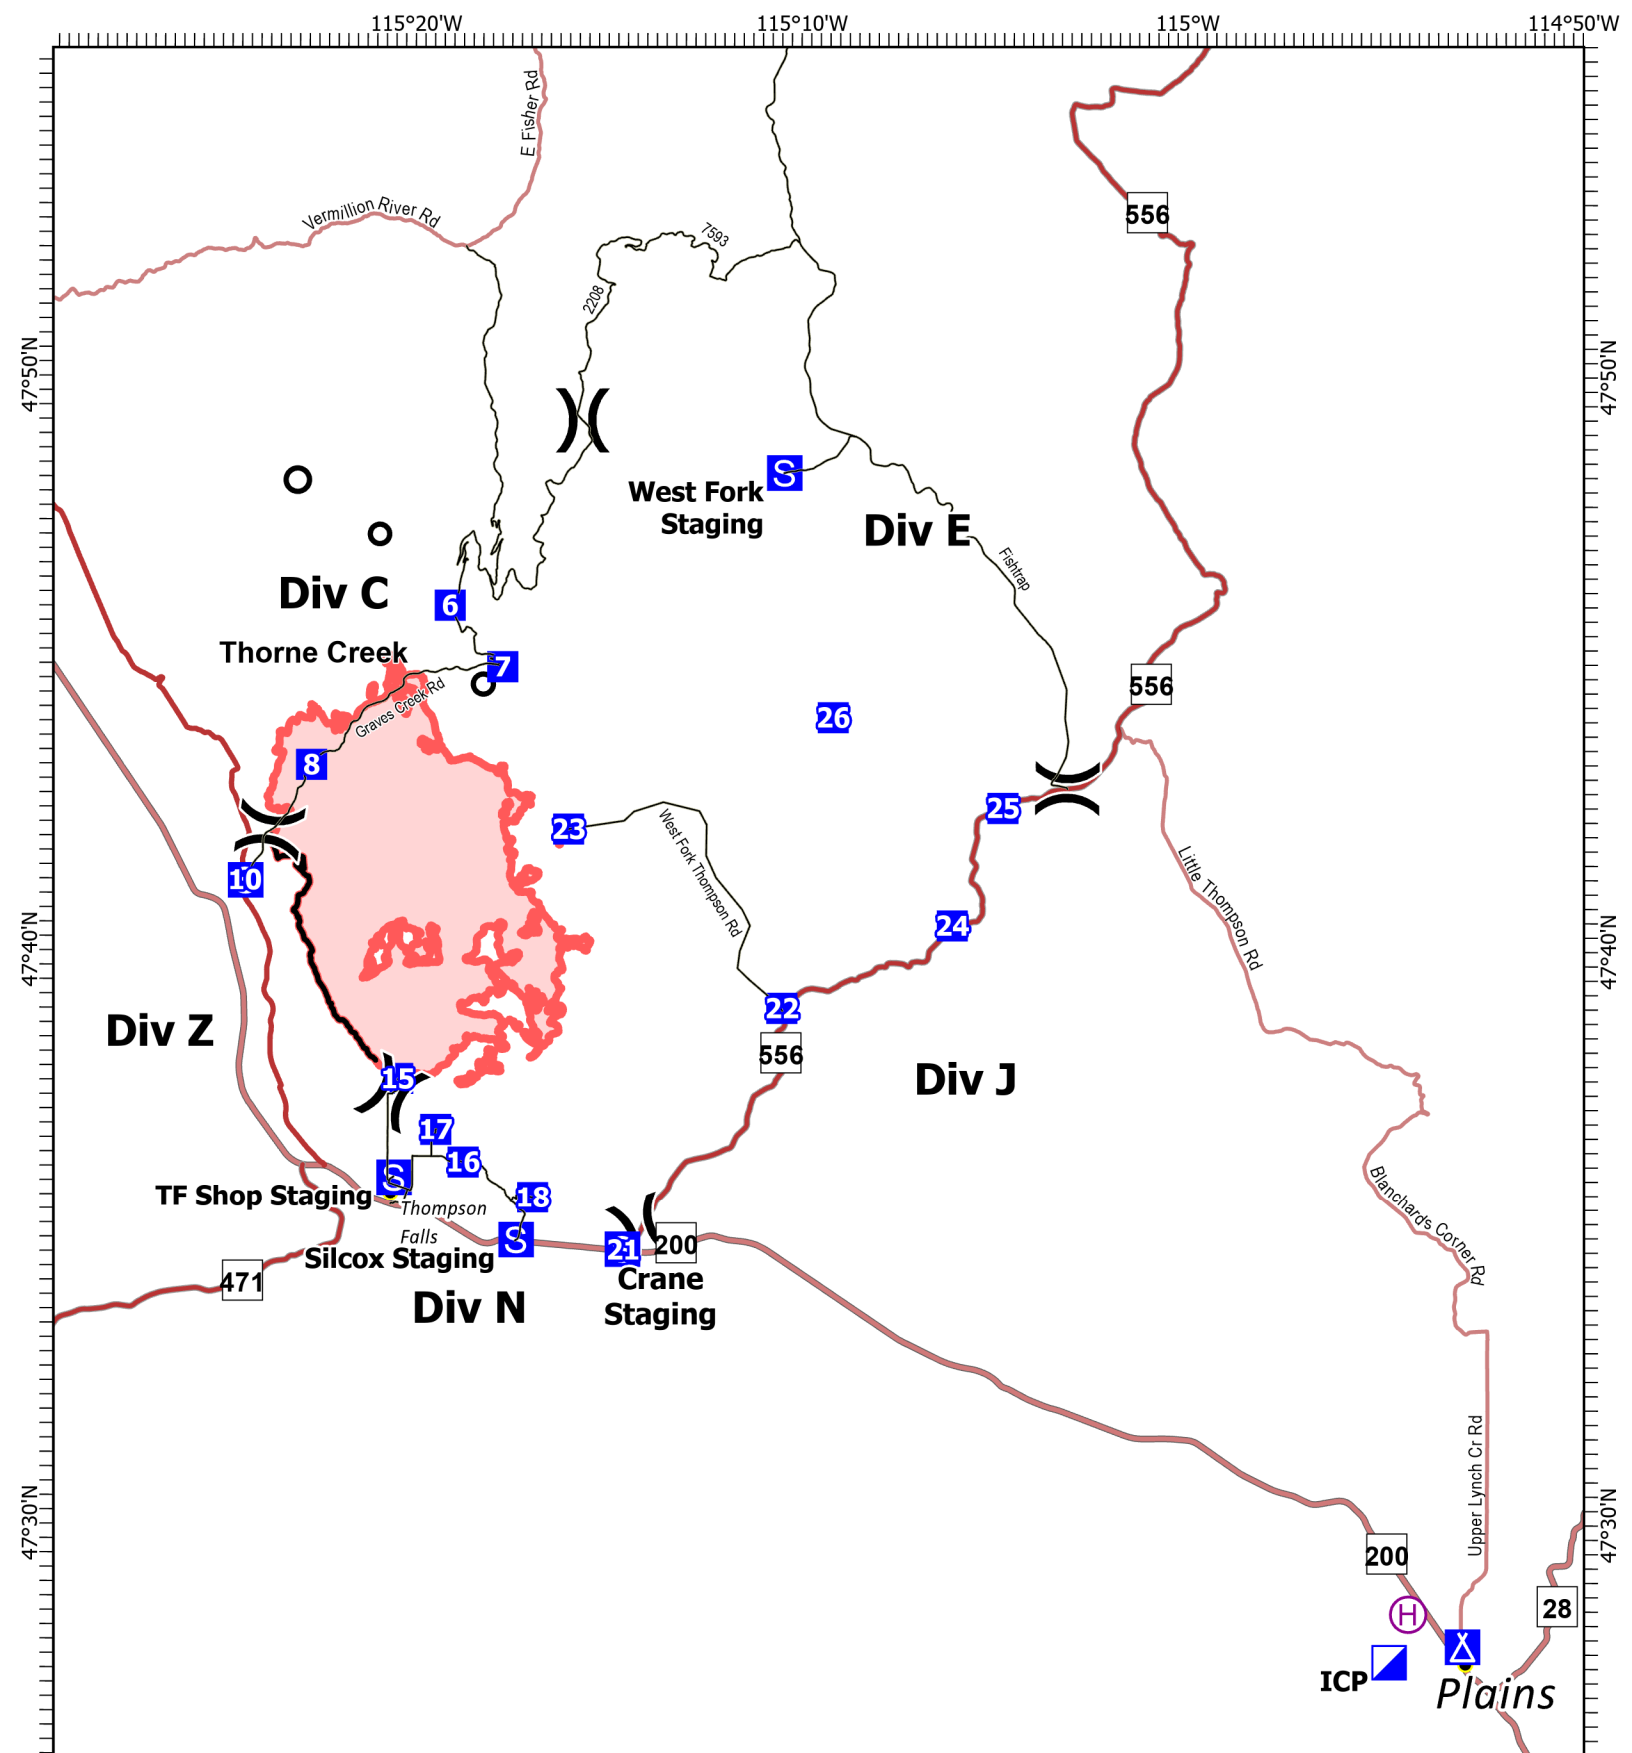 115°20'W
115°10'W
115°W
114°50'W
E Fisher Rd
Vermillion River Rd
556
7593
2208
47°50'N
47°50'N
S
West Fork
Staging
Div E
Fishtrap
Div C
6
Thorne Creek
7
556
Graves Creek Rd
26
8
25
23
West Fork Thompson Rd
Little Thompson Rd
10
24
47°40'N
47°40'N
22
Div Z
556
Div J
15
17
16
S
TF Shop Staging
18
Thompson
Falls
Blanchards Corner Rd
S
Silcox Staging
21
200
471
Crane
Staging
Div N
Upper Lynch Cr Rd
47°30'N
47°30'N
200
28
H
ICP
Plains